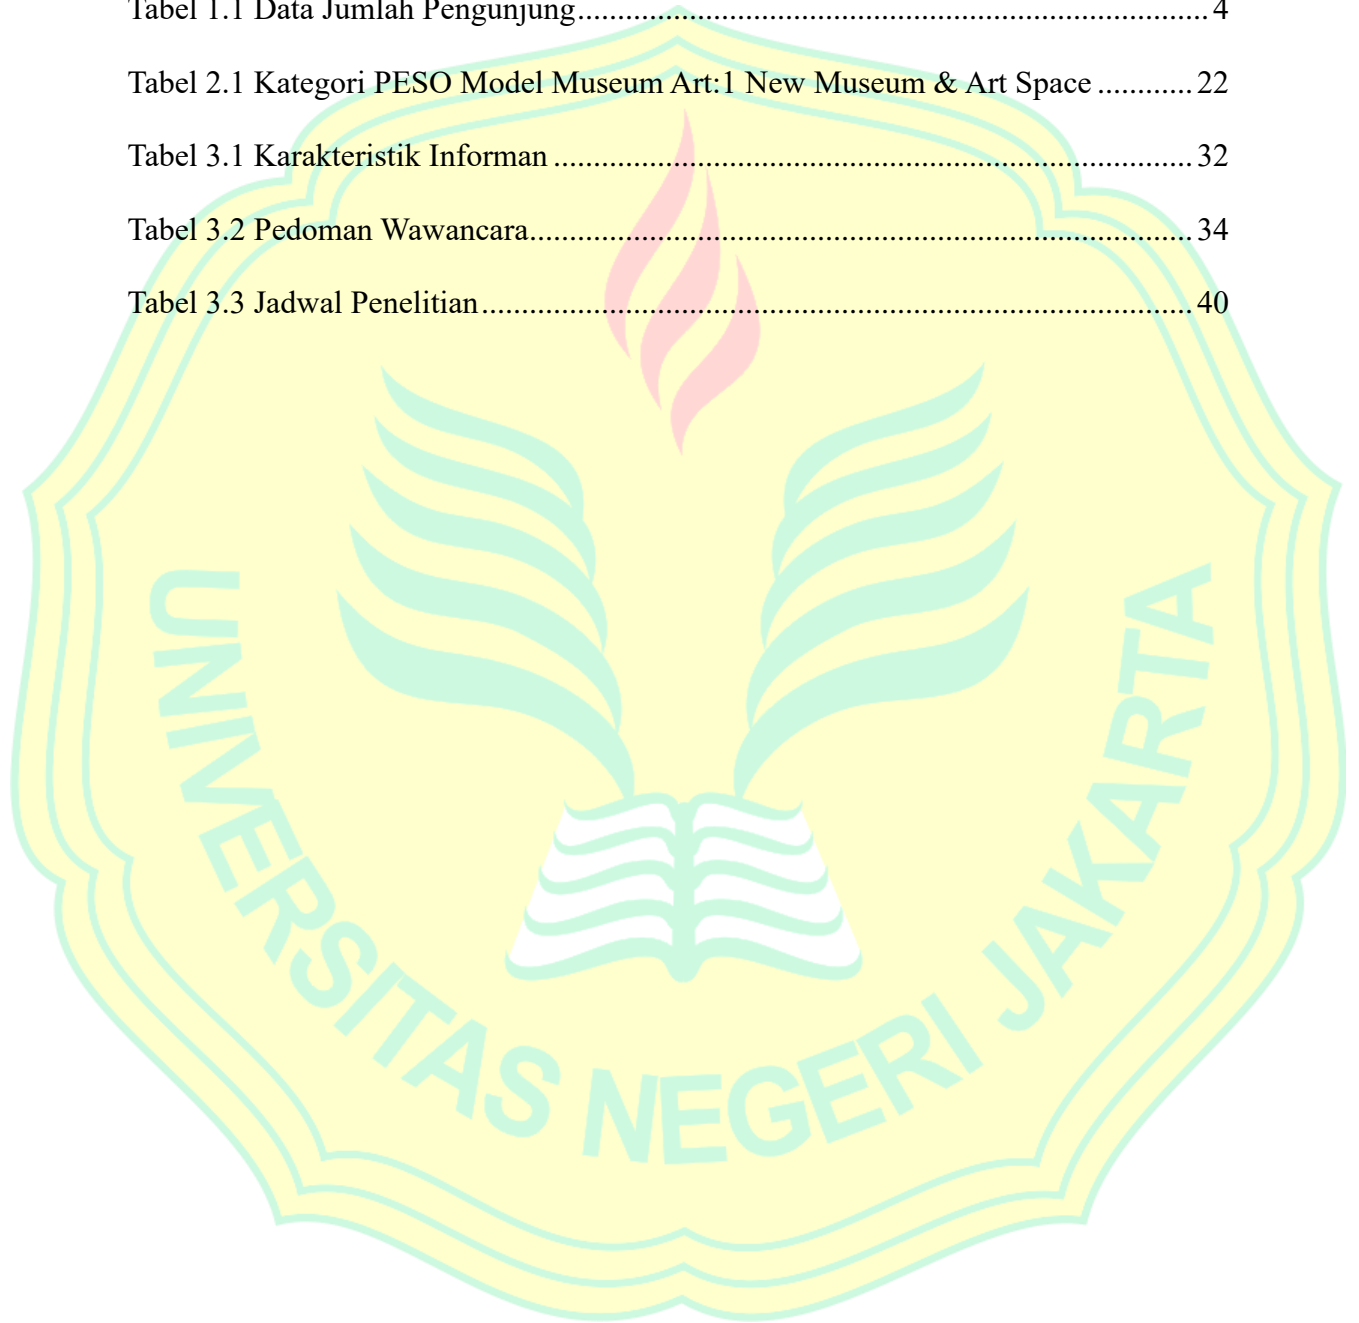 Tabel 1.1 Data Jumlah Pengunjung................................................................................4
Tabel 2.1 Kategori PESO Model Museum Art:1 New Museum & Art Space ............22
Tabel 3.1 Karakteristik Informan .................................................................................32
Tabel 3.2 Pedoman Wawancara....................................................................................34
Tabel 3.3 Jadwal Penelitian..........................................................................................40
UNIVERSITAS NEGERI JAKARTA